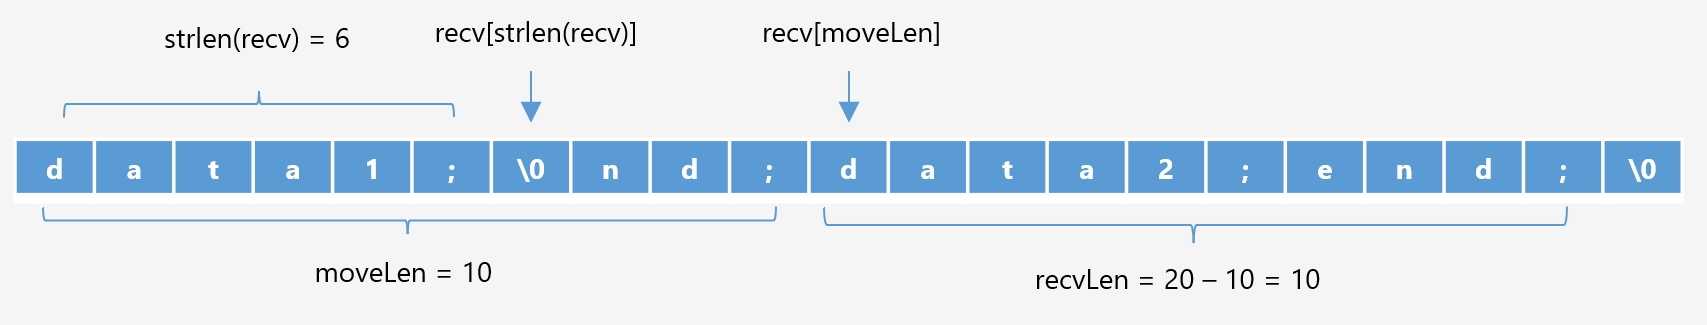 strlen(recv) = 6
recv[strlen(recv)]
recv[moveLen]
d a t a 1 ; \0 n d ; d a t a 2 ; e n d ; \0
moveLen = 10
recvLen = 20 – 10 = 10